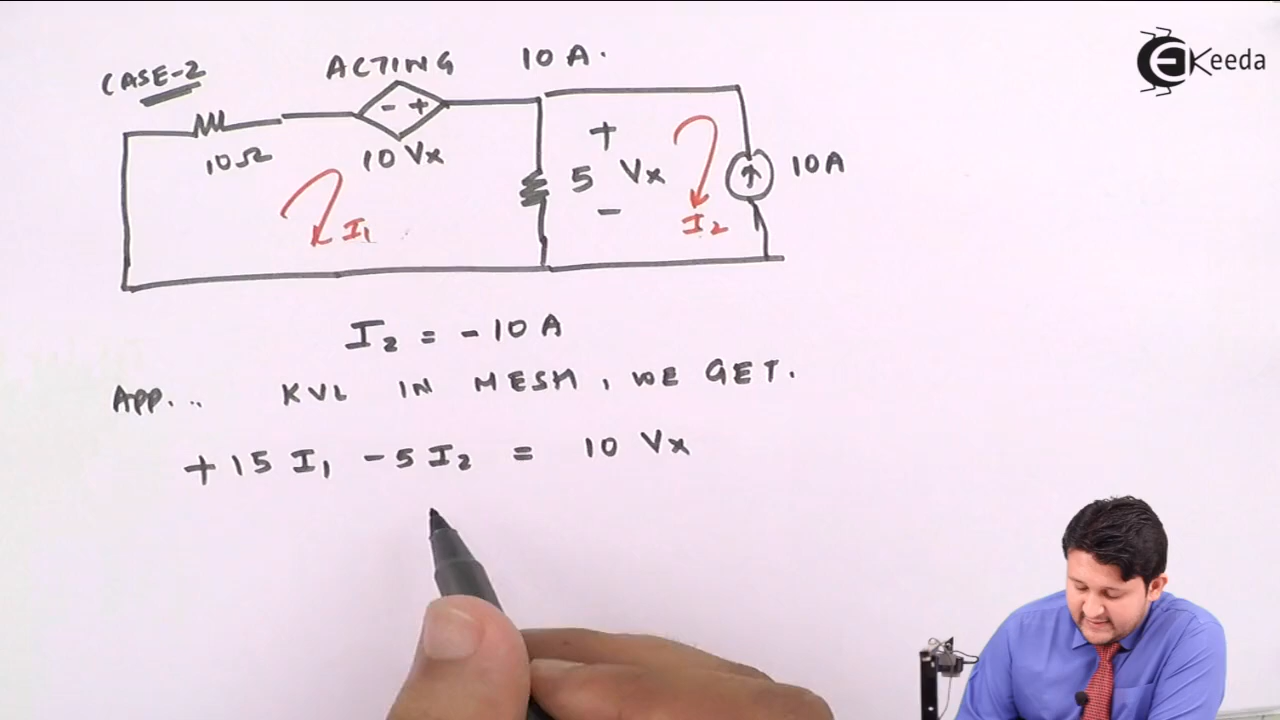 CASE-2 ACTING 10 A.
EKeeda
- +
10Ω 10 Vx
+
5 Vx
-
10A
I₁
I₂
I₂ = -10 A
APP... KVL IN MESH, WE GET.
+15 I₁ - 5 I₂ = 10 Vx